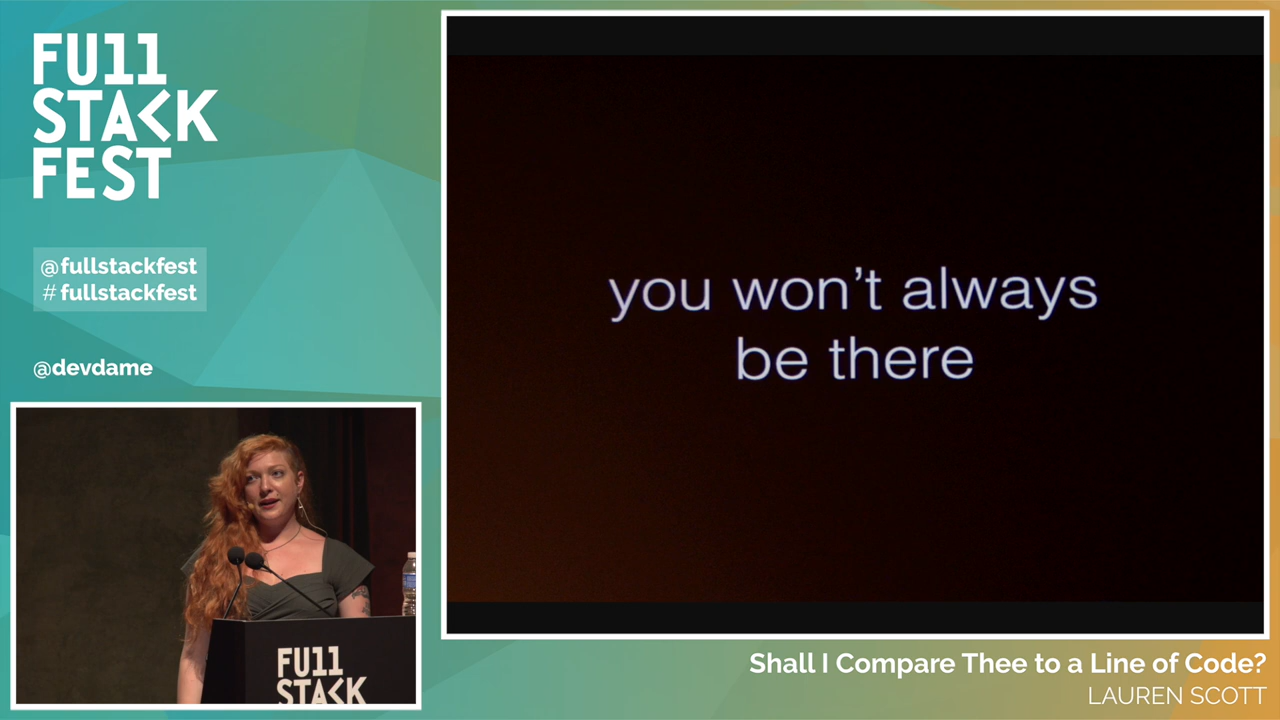 FU11
STACK
FEST
@fullstackfest
# fullstackfest
@devdame
you won't always
be there
FU11
STACK
Shall I Compare Thee to a Line of Code?
LAUREN SCOTT